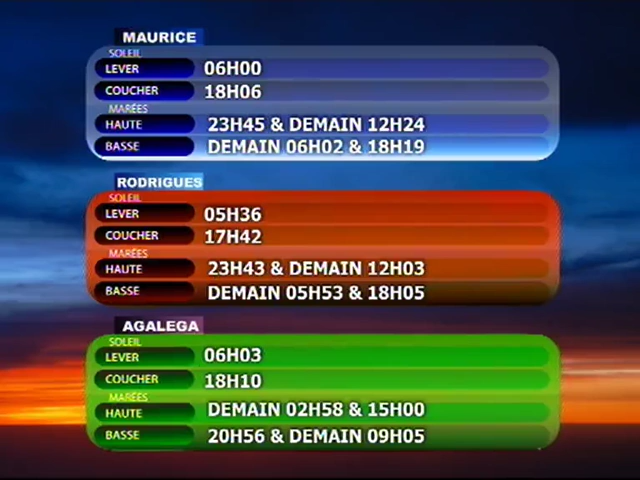 MAURICE
SOLEIL
LEVER 06H00
COUCHER 18H06
MARÉES
HAUTE 23H45 & DEMAIN 12H24
BASSE DEMAIN 06H02 & 18H19
RODRIGUES
SOLEIL
LEVER 05H36
COUCHER 17H42
MARÉES
HAUTE 23H43 & DEMAIN 12H03
BASSE DEMAIN 05H53 & 18H05
AGALEGA
SOLEIL
LEVER 06H03
COUCHER 18H10
MARÉES
HAUTE DEMAIN 02H58 & 15H00
BASSE 20H56 & DEMAIN 09H05